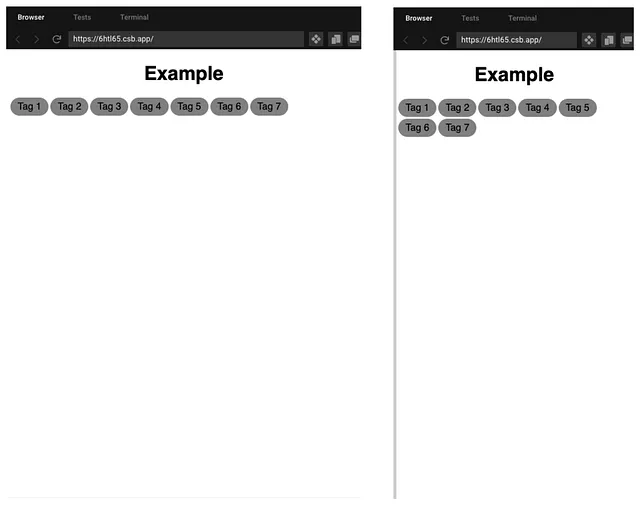 Browser Tests Terminal
https://6htl65.csb.app/
Example
Tag 1 Tag 2 Tag 3 Tag 4 Tag 5 Tag 6 Tag 7
Browser Tests Terminal
https://6htl65.csb.app/
Example
Tag 1 Tag 2 Tag 3 Tag 4 Tag 5
Tag 6 Tag 7